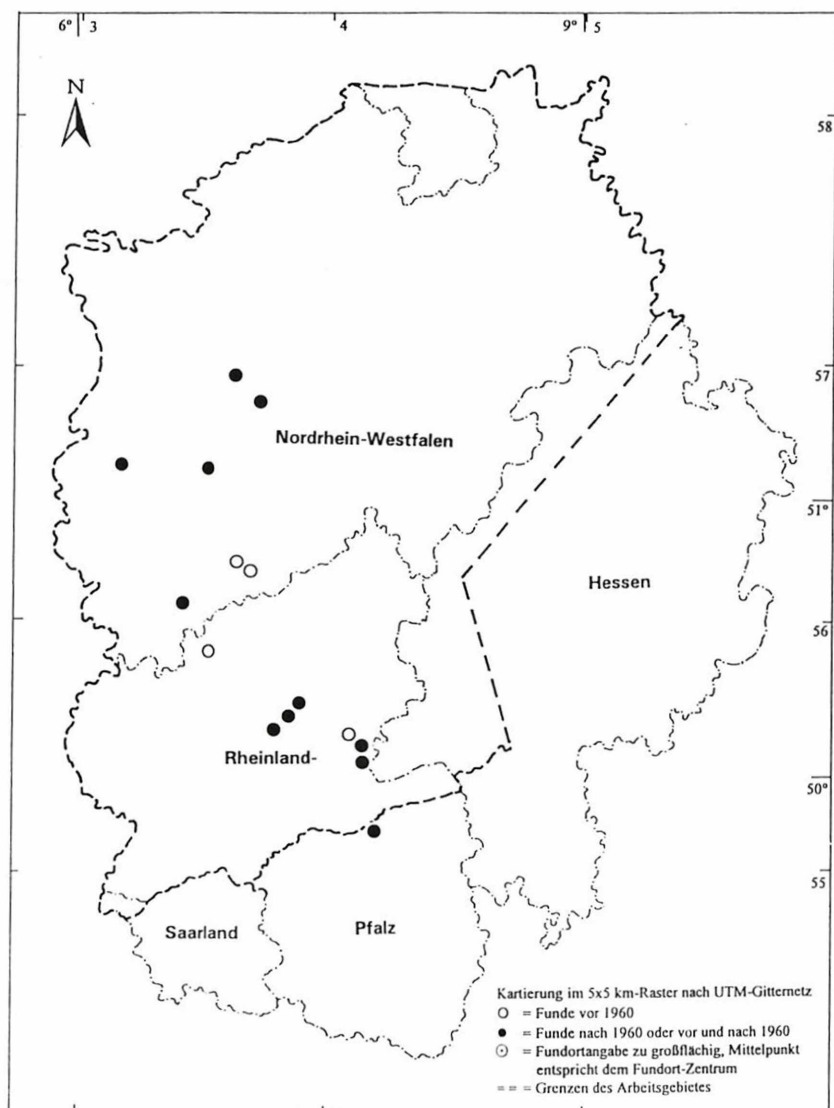 6° 3 4 9° 5
N
58
57
Nordrhein-Westfalen
51°
Hessen
56
Rheinland-
50°
55
Saarland
Pfalz
Kartierung im 5x5 km-Raster nach UTM-Gitternetz
= Funde vor 1960
= Funde nach 1960 oder vor und nach 1960
= Fundortangabe zu großflächig, Mittelpunkt
entspricht dem Fundort-Zentrum
= Grenzen des Arbeitsgebietes